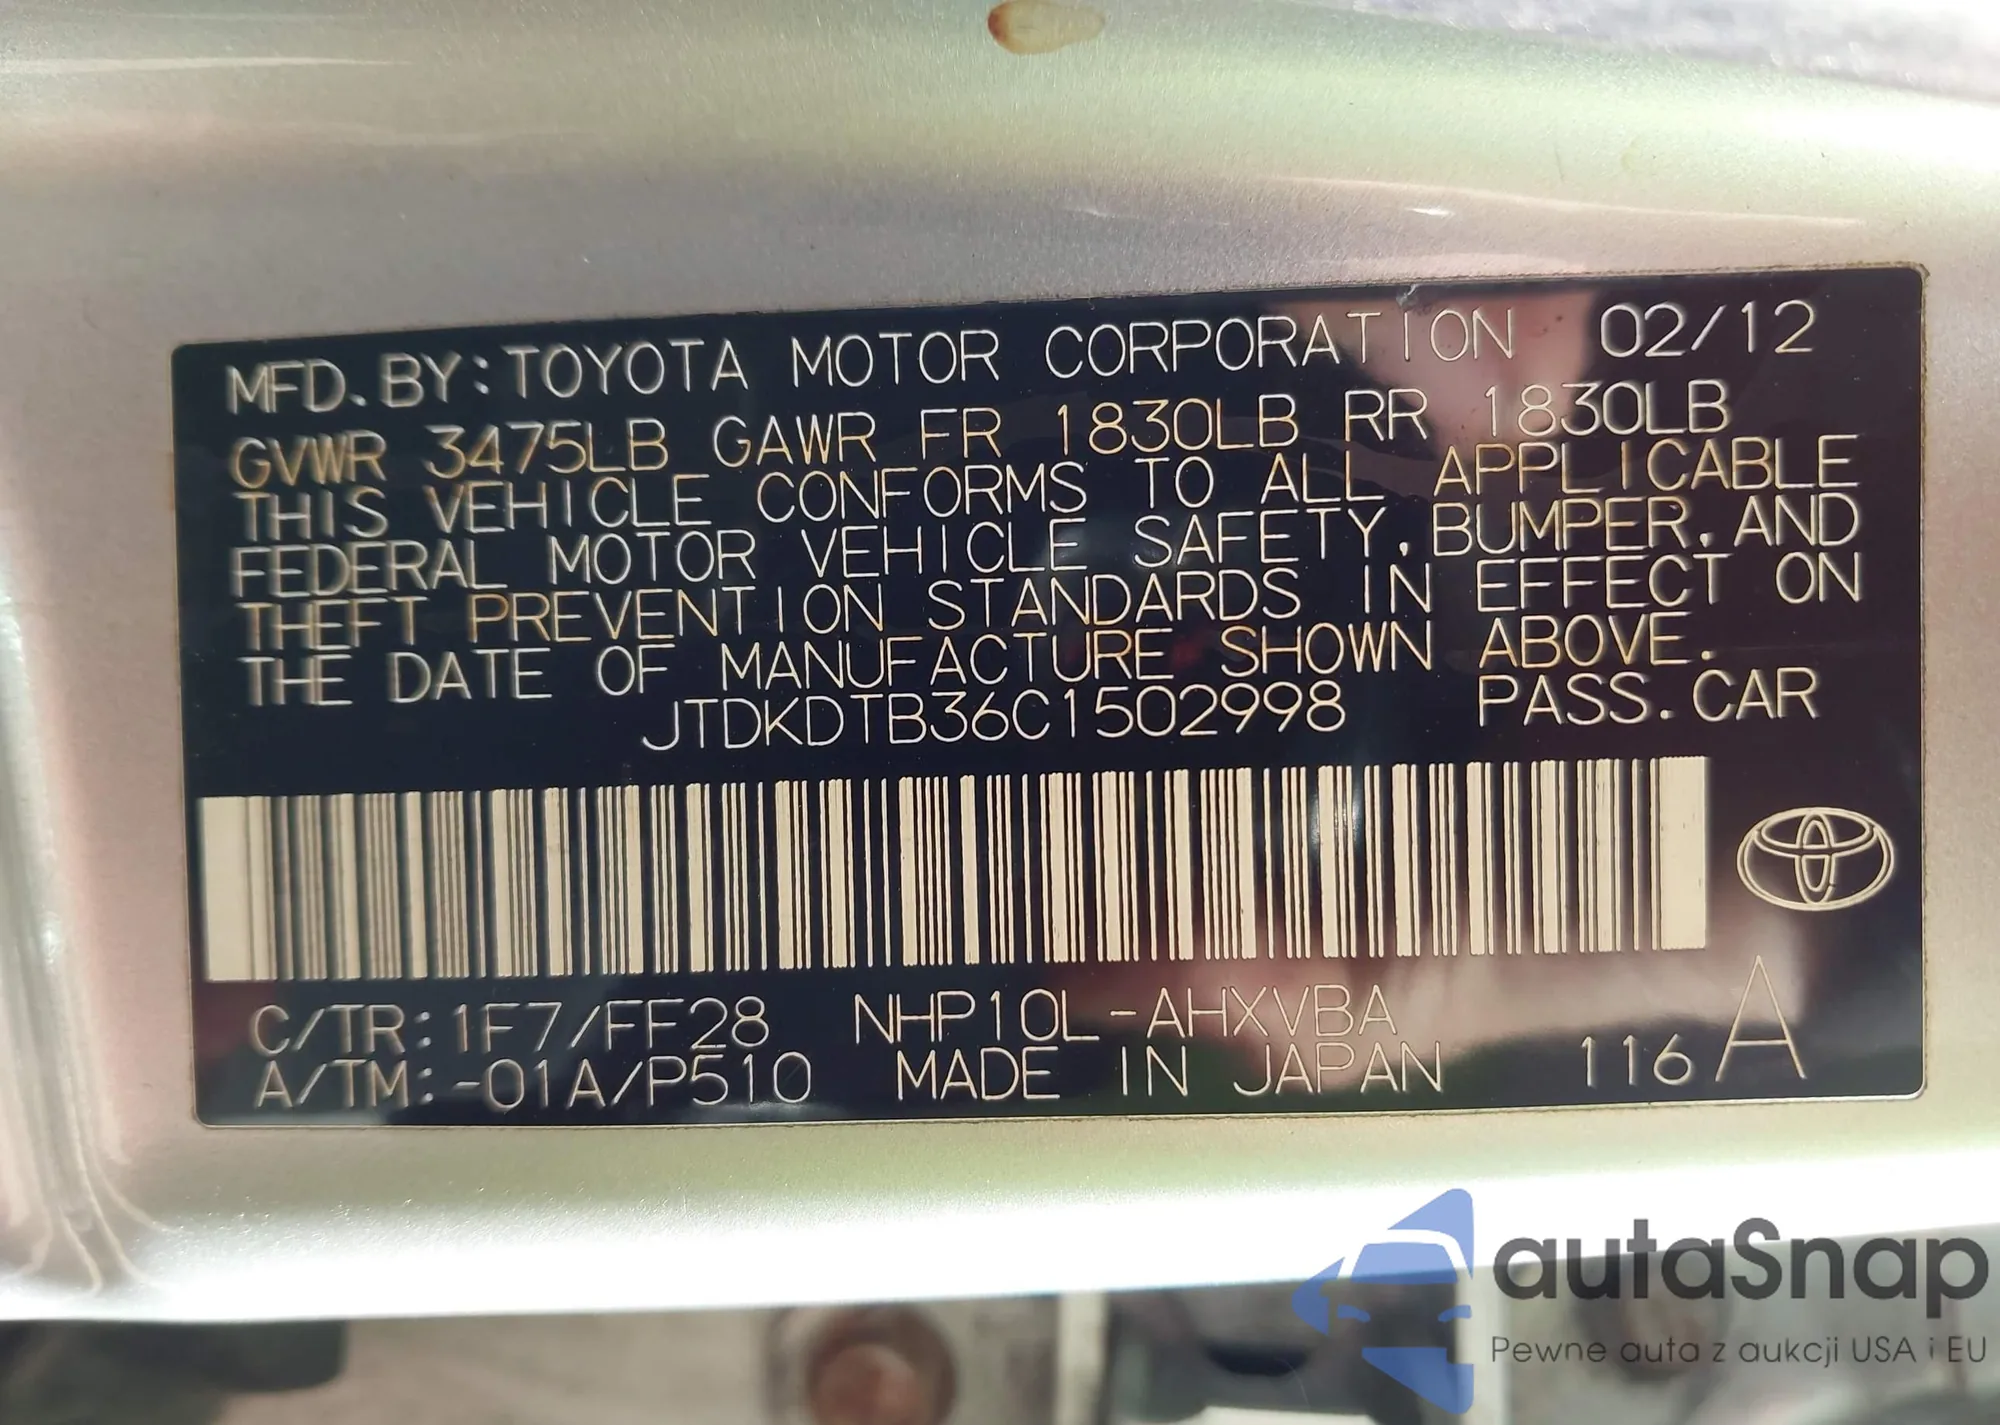 MFD. BY: TOYOTA MOTOR CORPORATION 02/12
GVWR 3475LB GAWR FR 1830LB RR 1830LB
THIS VEHICLE CONFORMS TO ALL APPLICABLE
FEDERAL MOTOR VEHICLE SAFETY, BUMPER, AND
THEFT PREVENTION STANDARDS IN EFFECT ON
THE DATE OF MANUFACTURE SHOWN ABOVE.
JTDKDTB36C1502998 PASS. CAR
C/TR: 1F7/FF28 NHP10L-AHXVBA
A/TM: -01A/P510 MADE IN JAPAN 116 A
autaSnap
Pewne auta z aukcji USA i EU